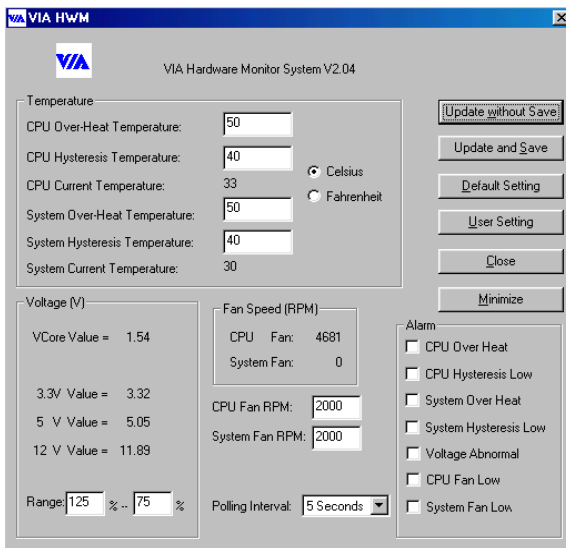 VIA HWM
VIA
VIA Hardware Monitor System V2.04
Temperature
CPU Over-Heat Temperature: 50
CPU Hysteresis Temperature: 40
CPU Current Temperature: 33
System Over-Heat Temperature: 50
System Hysteresis Temperature: 40
System Current Temperature: 30
Celsius
Fahrenheit
Update without Save
Update and Save
Default Setting
User Setting
Close
Minimize
Voltage (V)
VCore Value = 1.54
3.3V Value = 3.32
5 V Value = 5.05
12 V Value = 11.89
Range: 125 % .. 75 %
Fan Speed (RPM)
CPU Fan: 4681
System Fan: 0
CPU Fan RPM: 2000
System Fan RPM: 2000
Polling Interval: 5 Seconds
Alarm
CPU Over Heat
CPU Hysteresis Low
System Over Heat
System Hysteresis Low
Voltage Abnormal
CPU Fan Low
System Fan Low